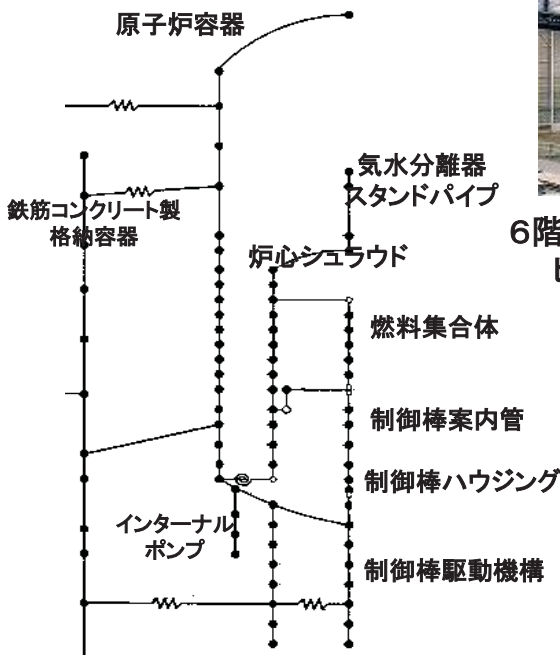 原子炉容器
気水分離器
スタンドパイプ
鉄筋コンクリート製
格納容器
6階
炉心シュラウド
燃料集合体
制御棒案内管
制御棒ハウジング
インターナル
ポンプ
制御棒駆動機構